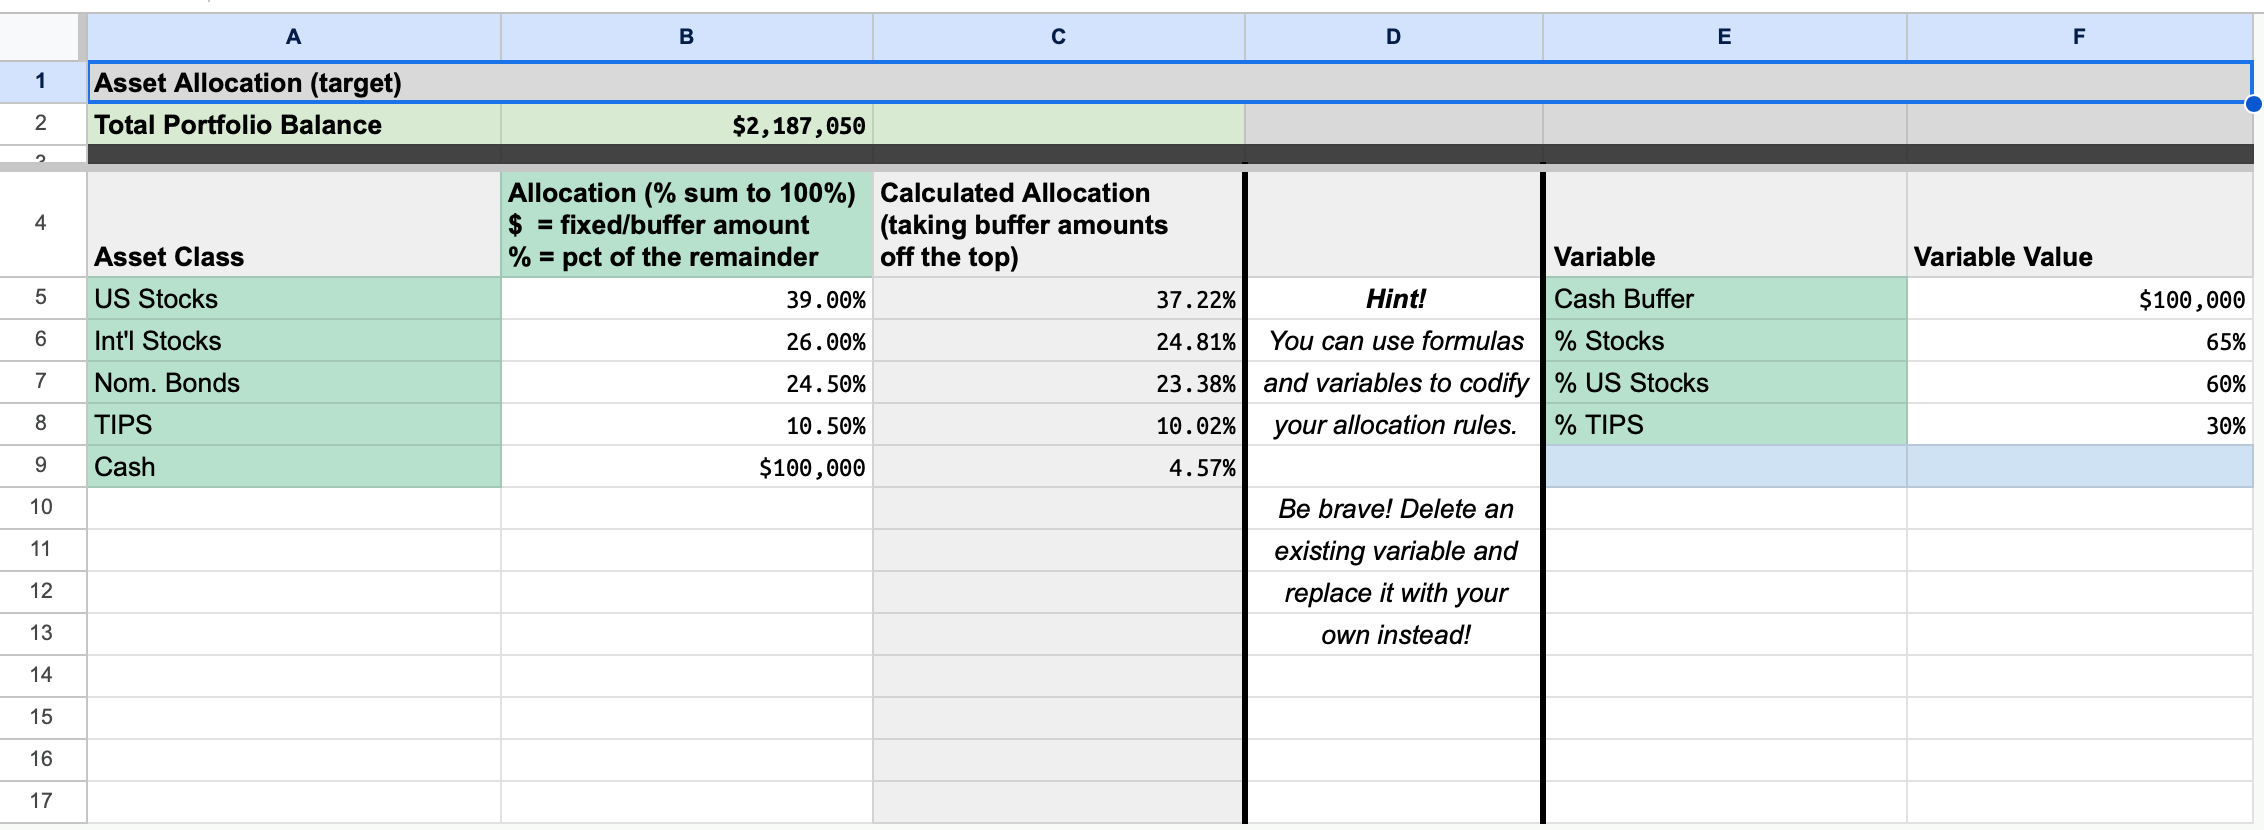 A B C D E F
1 Asset Allocation (target)
2 Total Portfolio Balance $2,187,050
3
4 Asset Class
Allocation (% sum to 100%)
$ = fixed/buffer amount
% = pct of the remainder
Calculated Allocation
(taking buffer amounts
off the top)
Variable Variable Value
5 US Stocks 39.00% 37.22% Hint! Cash Buffer $100,000
6 Int'l Stocks 26.00% 24.81% You can use formulas % Stocks 65%
7 Nom. Bonds 24.50% 23.38% and variables to codify % US Stocks 60%
8 TIPS 10.50% 10.02% your allocation rules. % TIPS 30%
9 Cash $100,000 4.57%
10 Be brave! Delete an
11 existing variable and
12 replace it with your
13 own instead!
14
15
16
17